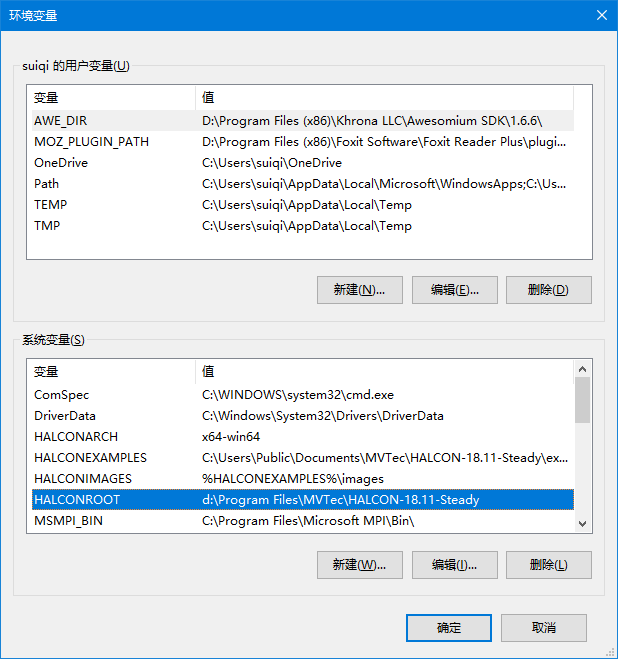 环境变量
suiqi 的用户变量(U)
变量 值
AWE_DIR D:\Program Files (x86)\Khrona LLC\Awesomium SDK\1.6.6\
MOZ_PLUGIN_PATH D:\Program Files (x86)\Foxit Software\Foxit Reader Plus\plugi...
OneDrive C:\Users\suiqi\OneDrive
Path C:\Users\suiqi\AppData\Local\Microsoft\WindowsApps;C:\Us...
TEMP C:\Users\suiqi\AppData\Local\Temp
TMP C:\Users\suiqi\AppData\Local\Temp
新建(N)... 编辑(E)... 删除(D)
系统变量(S)
变量 值
ComSpec C:\WINDOWS\system32\cmd.exe
DriverData C:\Windows\System32\Drivers\DriverData
HALCONARCH x64-win64
HALCONEXAMPLES C:\Users\Public\Documents\MVTec\HALCON-18.11-Steady\ex...
HALCONIMAGES %HALCONEXAMPLES%\images
HALCONROOT d:\Program Files\MVTec\HALCON-18.11-Steady
MSMPI_BIN C:\Program Files\Microsoft MPI\Bin\
新建(W)... 编辑(I)... 删除(L)
确定 取消